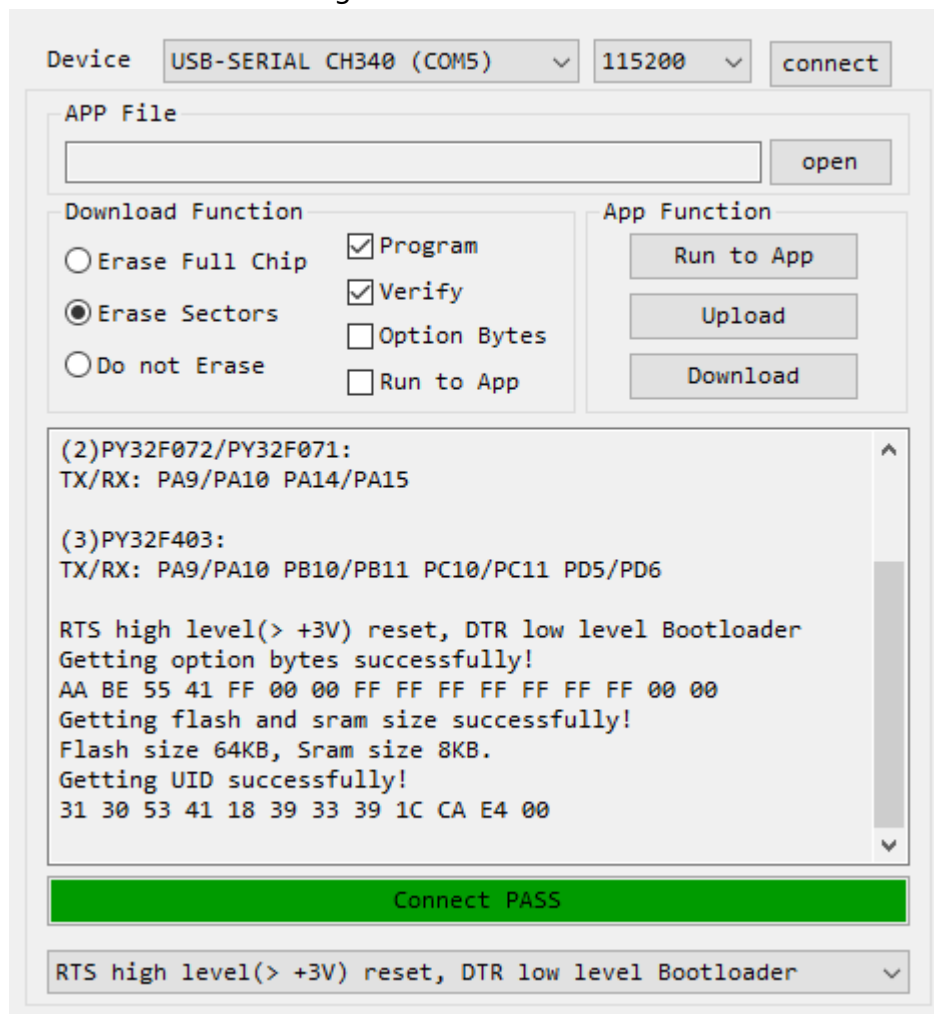 Device USB-SERIAL CH340 (COM5) 115200 connect
APP File
open
Download Function
Erase Full Chip
Erase Sectors
Do not Erase
Program
Verify
Option Bytes
Run to App
App Function
Run to App
Upload
Download
(2)PY32F072/PY32F071:
TX/RX: PA9/PA10 PA14/PA15
(3)PY32F403:
TX/RX: PA9/PA10 PB10/PB11 PC10/PC11 PD5/PD6
RTS high level(> +3V) reset, DTR low level Bootloader
Getting option bytes successfully!
AA BE 55 41 FF 00 00 FF FF FF FF FF FF FF 00 00
Getting flash and sram size successfully!
Flash size 64KB, Sram size 8KB.
Getting UID successfully!
31 30 53 41 18 39 33 39 1C CA E4 00
Connect PASS
RTS high level(> +3V) reset, DTR low level Bootloader